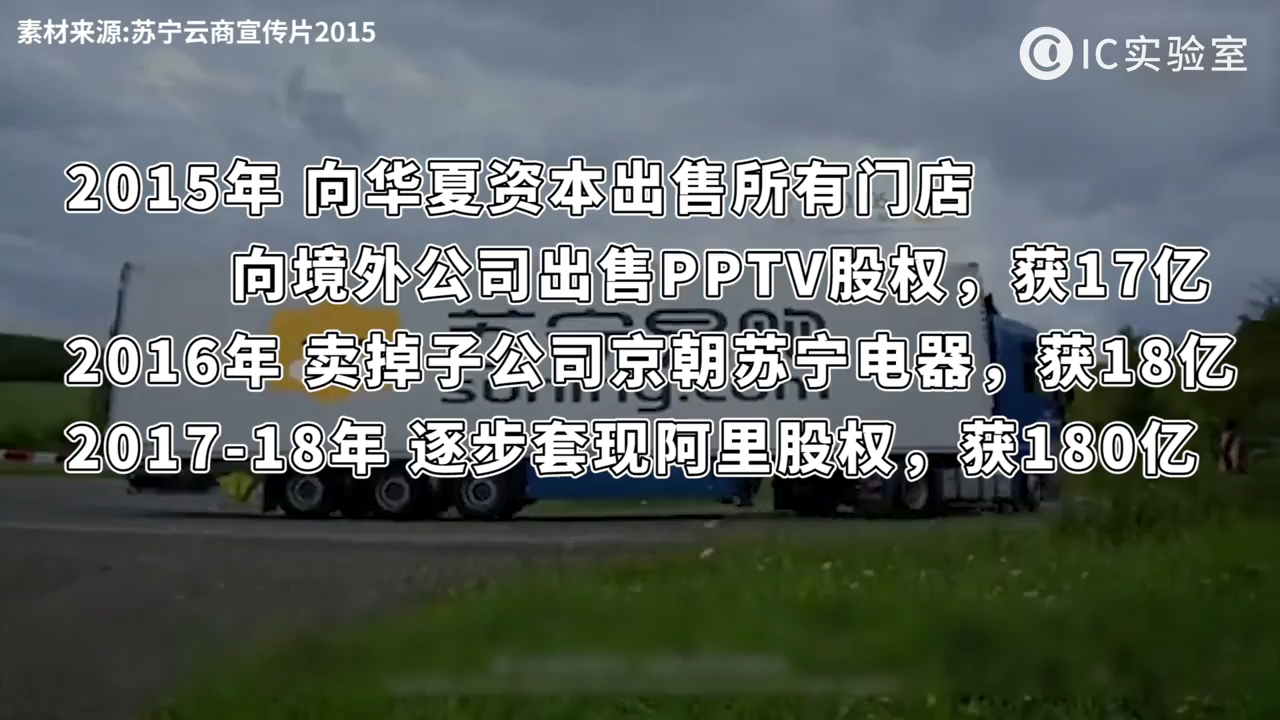 素材来源:苏宁云商宣传片2015
IC实验室
2015年 向华夏资本出售所有门店
向境外公司出售PPTV股权，获17亿
2016年 卖掉子公司京朝苏宁电器，获18亿
2017-18年 逐步套现阿里股权，获180亿
苏宁易购
suning.com